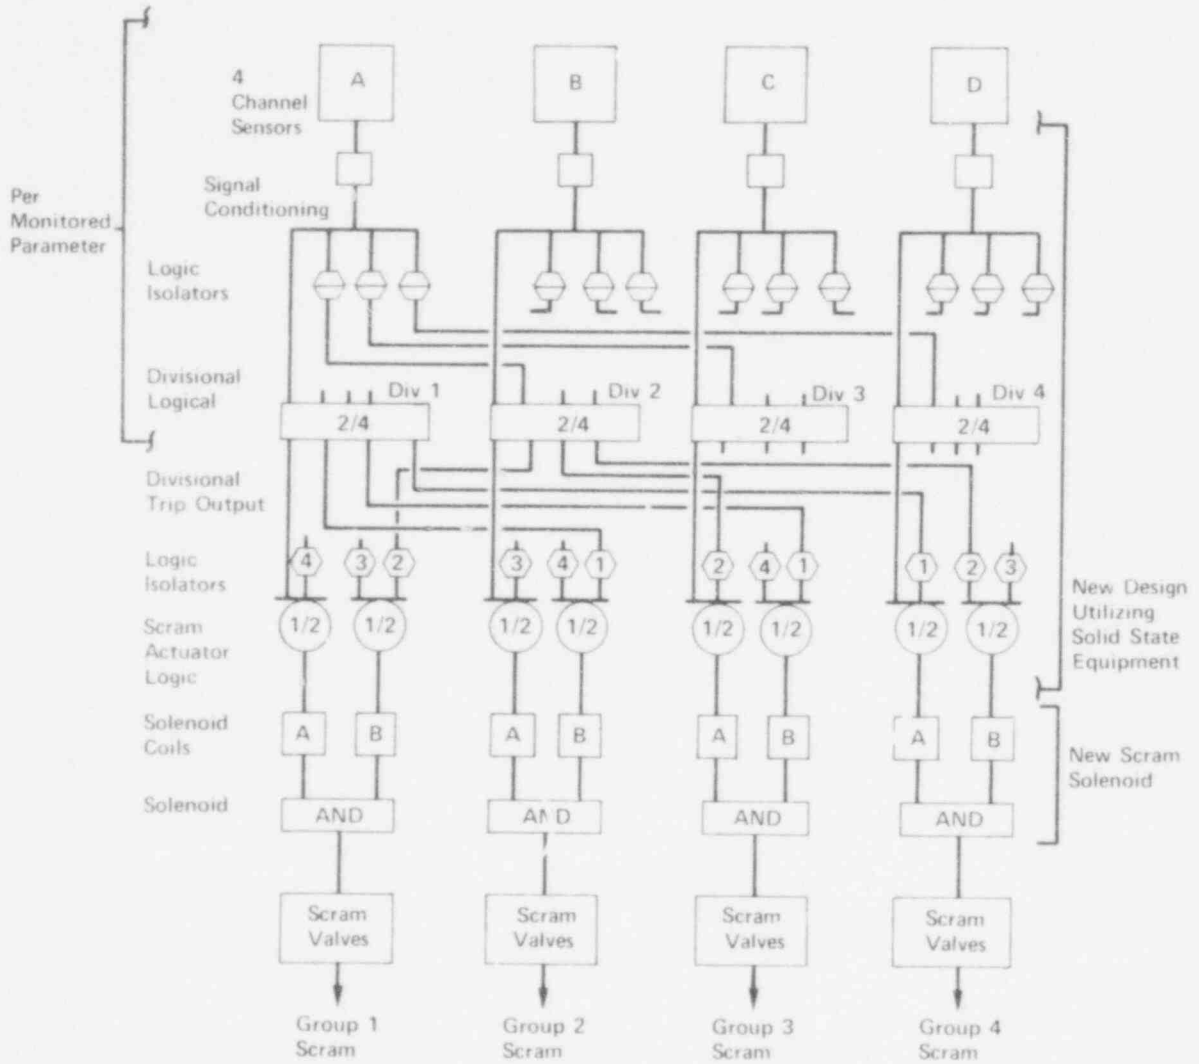 A
B
C
D
4
Channel
Sensors
Per
Monitored
Parameter
Signal
Conditioning
Logic
Isolators
Divisional
Logical
Div 1
Div 2
Div 3
Div 4
2/4
2/4
2/4
2/4
Divisional
Trip Output
Logic
Isolators
4
3
2
3
4
1
2
4
1
1
2
3
New Design
Utilizing
Solid State
Equipment
Scram
Actuator
Logic
1/2
1/2
1/2
1/2
1/2
1/2
1/2
1/2
Solenoid
Coils
A
B
A
B
A
B
A
B
New Scram
Solenoid
Solenoid
AND
AND
AND
AND
Scram
Valves
Scram
Valves
Scram
Valves
Scram
Valves
Group 1
Scram
Group 2
Scram
Group 3
Scram
Group 4
Scram